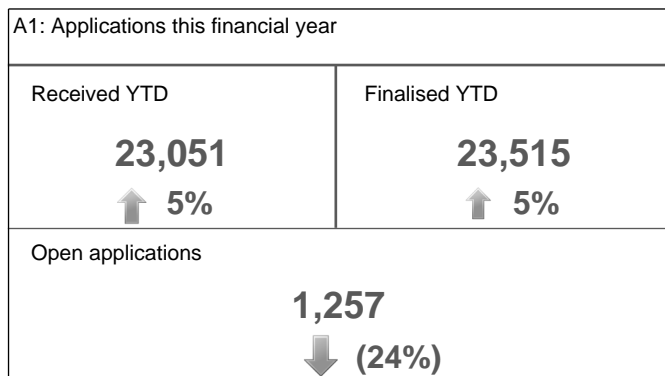 A1: Applications this financial year
Received YTD
23,051
5%
Finalised YTD
23,515
5%
Open applications
1,257
(24%)